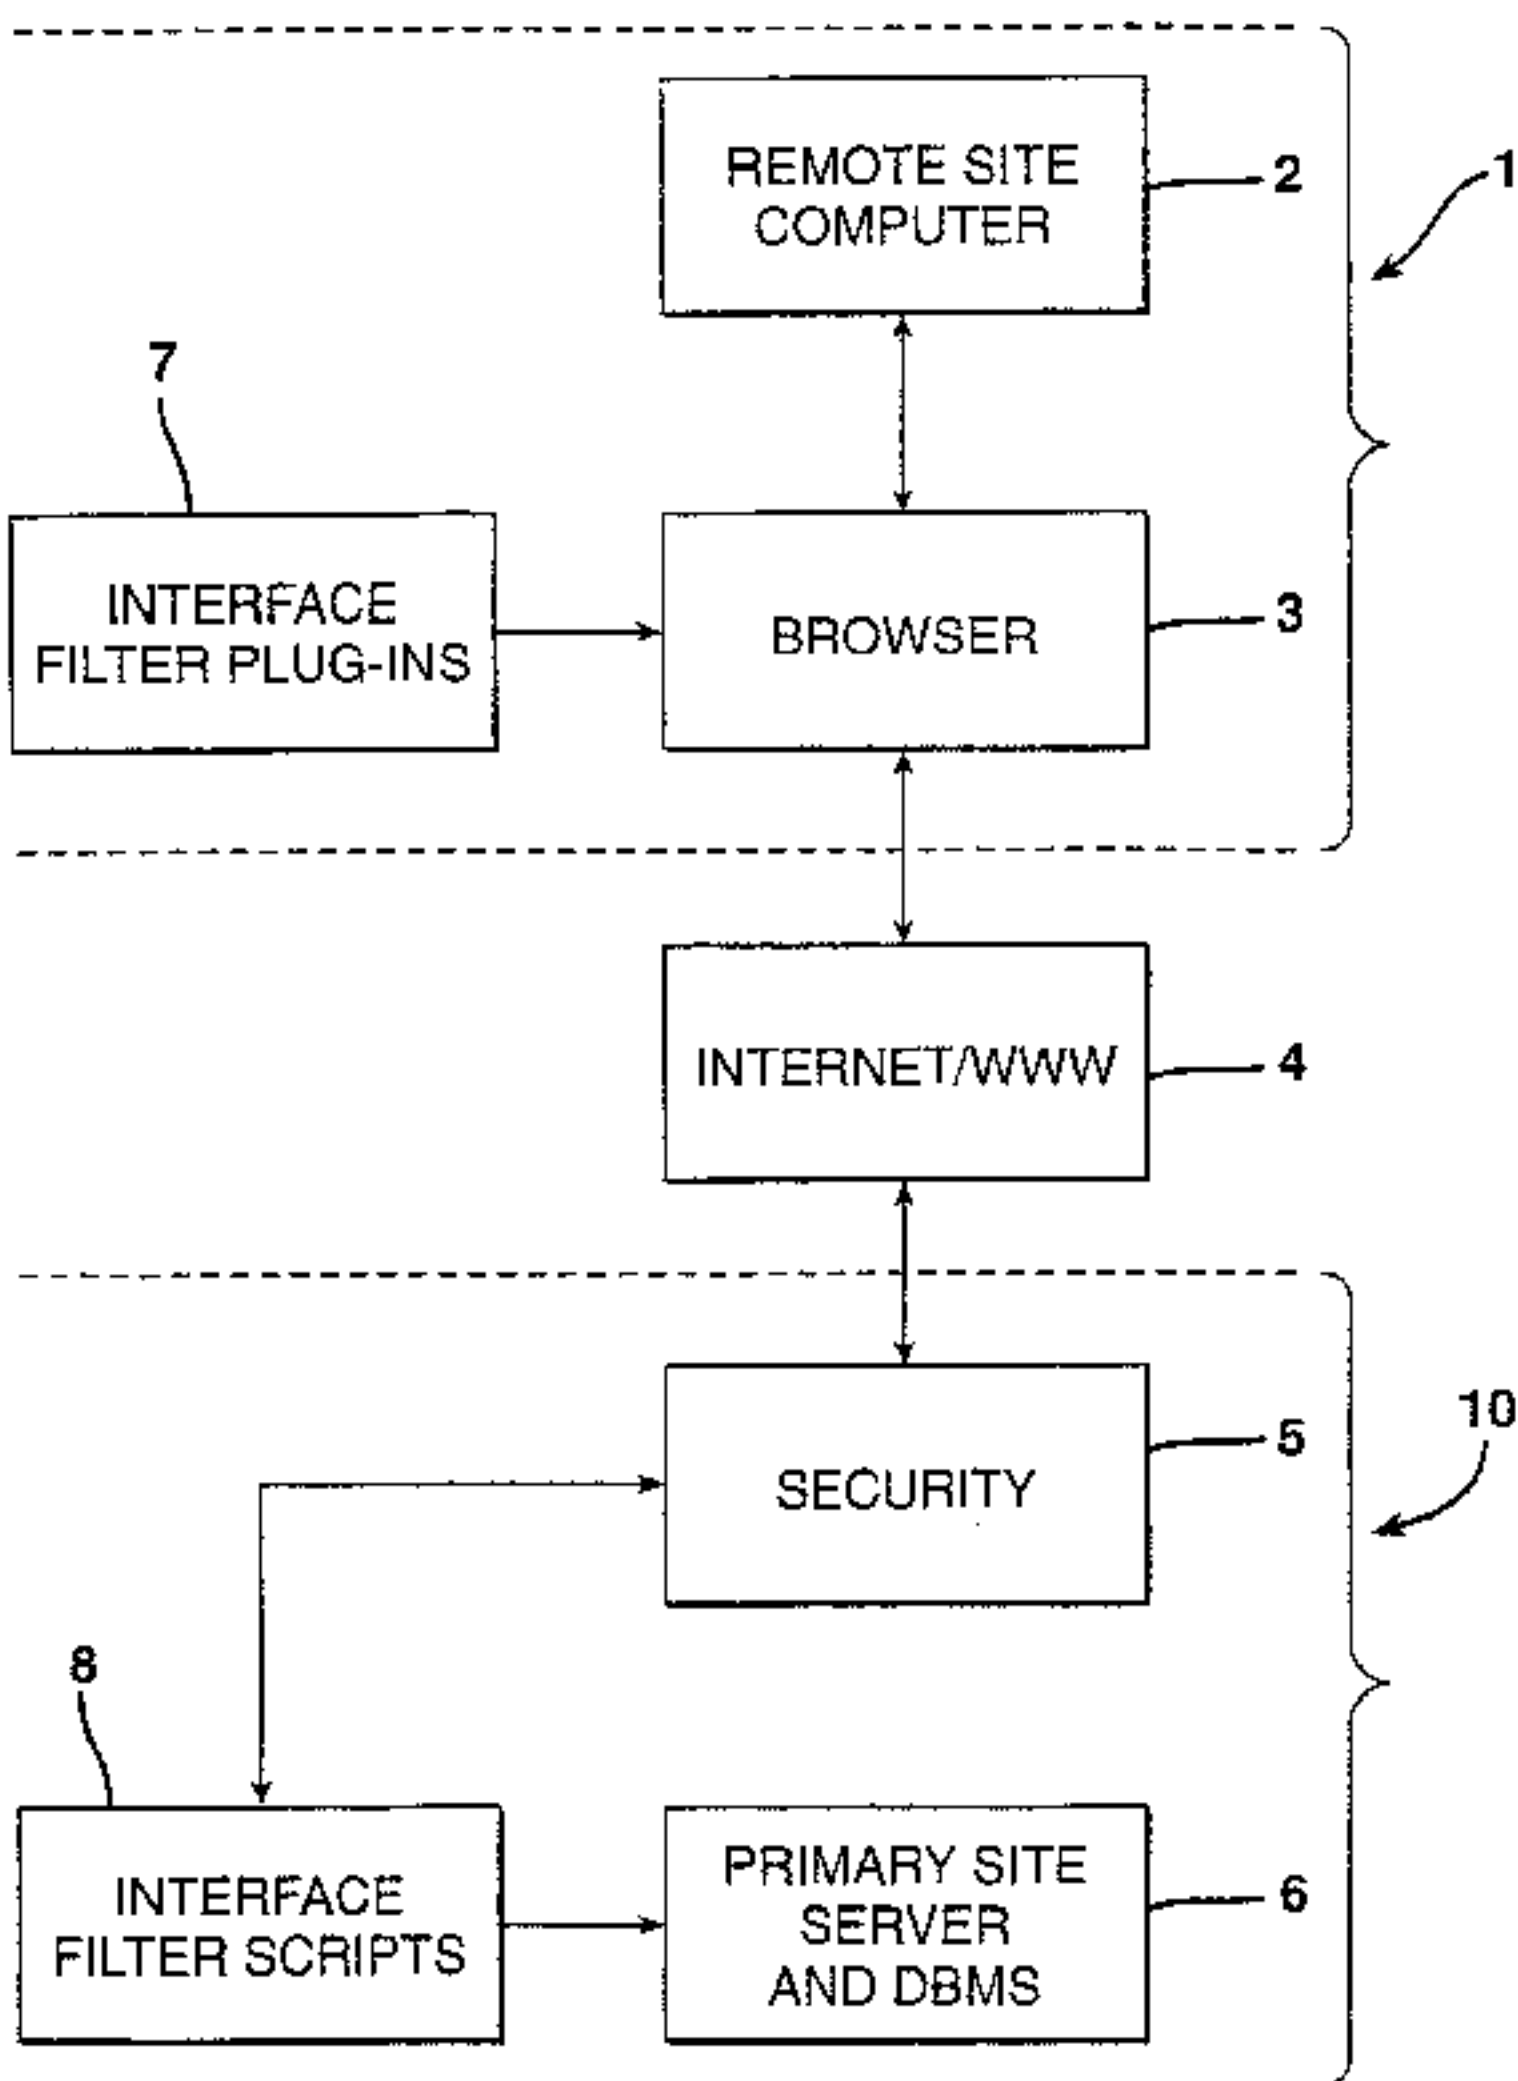 REMOTE SITE
COMPUTER
2
1
7
INTERFACE
FILTER PLUG-INS
BROWSER
3
INTERNET/WWW
4
SECURITY
5
10
8
INTERFACE
FILTER SCRIPTS
PRIMARY SITE
SERVER
AND DBMS
6